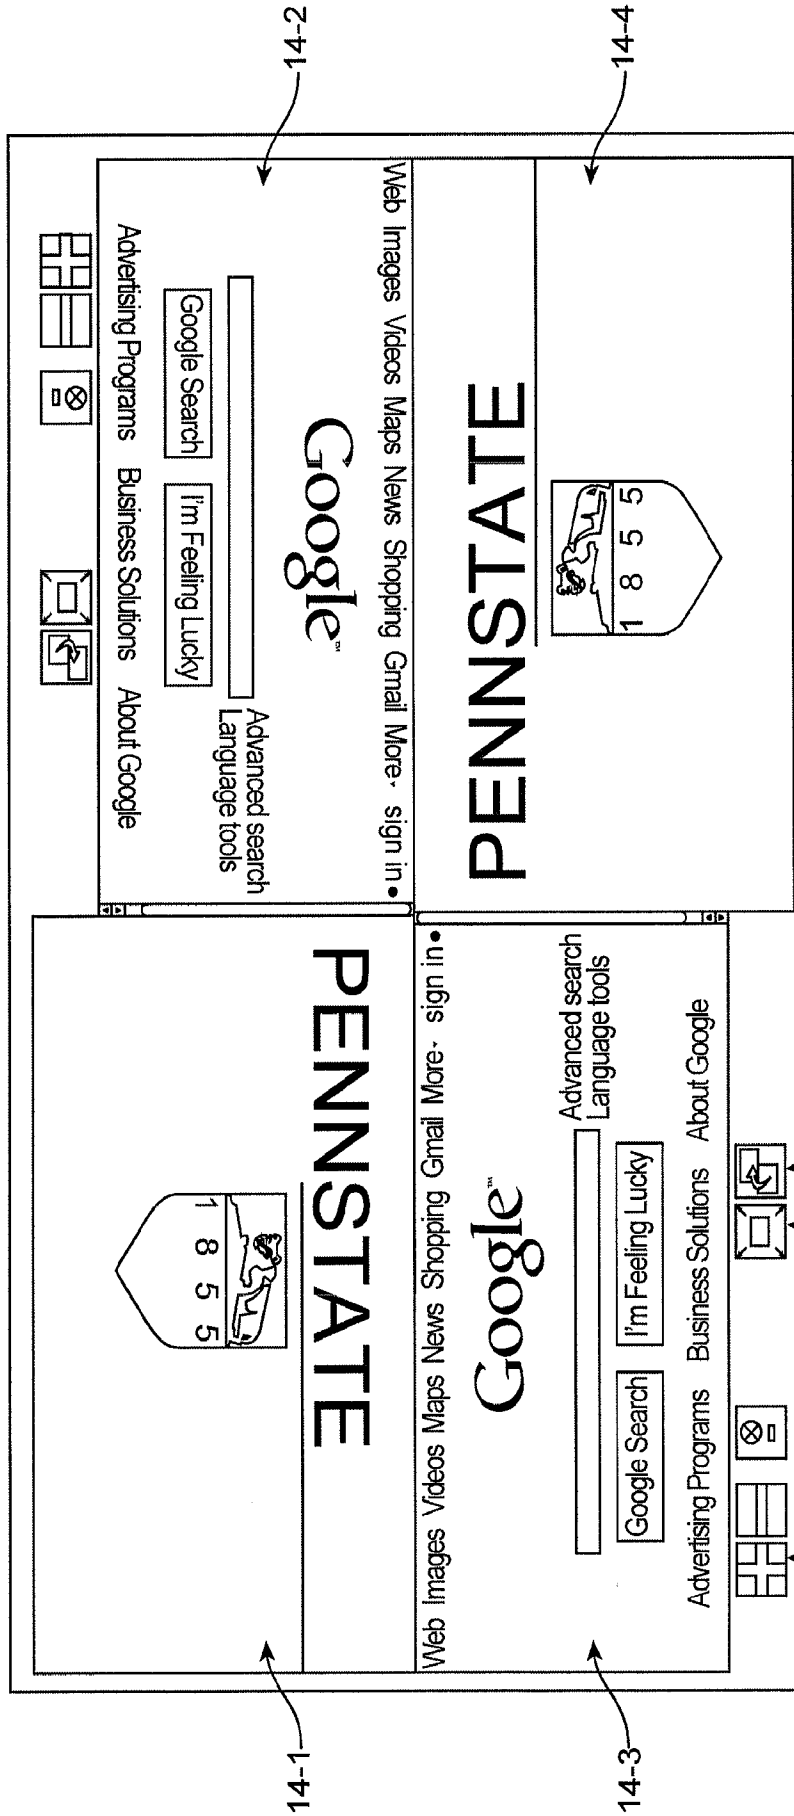 14-2
14-4
Web Images Videos Maps News Shopping Gmail More sign in
Google™
Advanced search
Language tools
Google Search
I'm Feeling Lucky
Advertising Programs Business Solutions About Google
1 8 5 5
PENNSTATE
1 8 5 5
PENNSTATE
Web Images Videos Maps News Shopping Gmail More sign in
Google™
Advanced search
Language tools
Google Search
I'm Feeling Lucky
Advertising Programs Business Solutions About Google
14-1
14-3